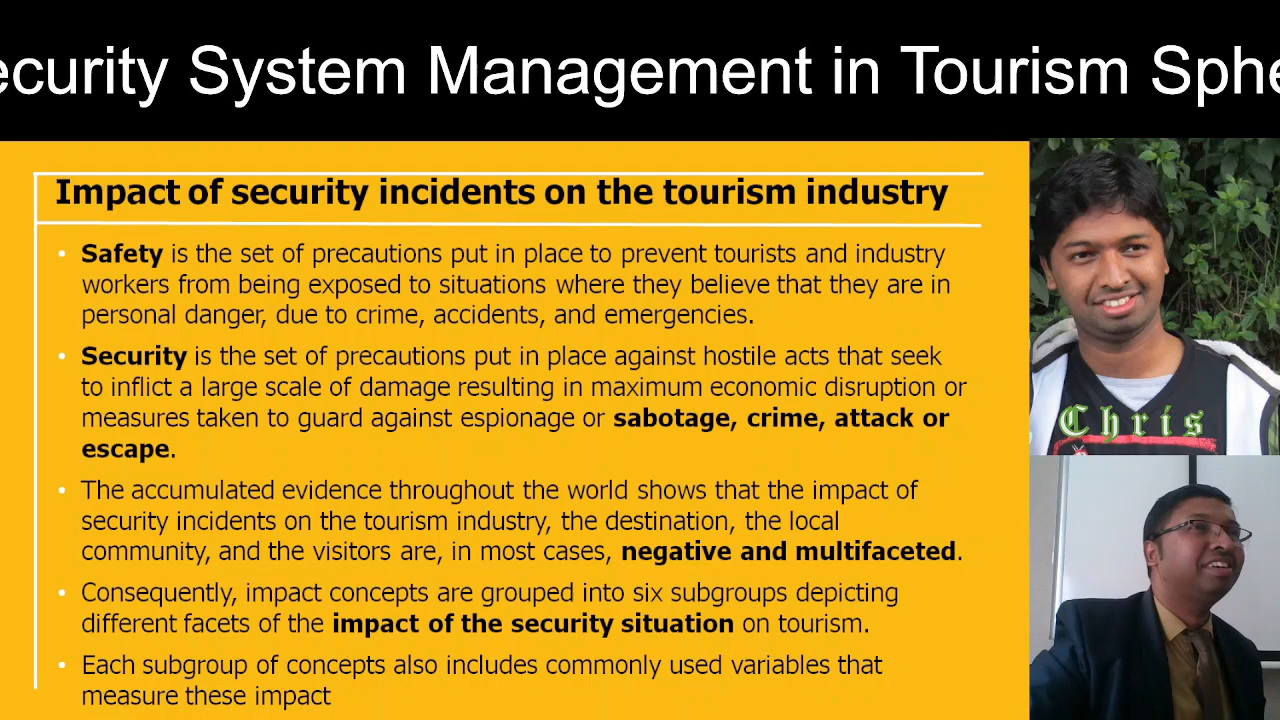 ecurity System Management in Tourism Sphe
Impact of security incidents on the tourism industry
• Safety is the set of precautions put in place to prevent tourists and industry
workers from being exposed to situations where they believe that they are in
personal danger, due to crime, accidents, and emergencies.
• Security is the set of precautions put in place against hostile acts that seek
to inflict a large scale of damage resulting in maximum economic disruption or
measures taken to guard against espionage or sabotage, crime, attack or
escape.
• The accumulated evidence throughout the world shows that the impact of
security incidents on the tourism industry, the destination, the local
community, and the visitors are, in most cases, negative and multifaceted.
• Consequently, impact concepts are grouped into six subgroups depicting
different facets of the impact of the security situation on tourism.
• Each subgroup of concepts also includes commonly used variables that
measure these impact
Chris